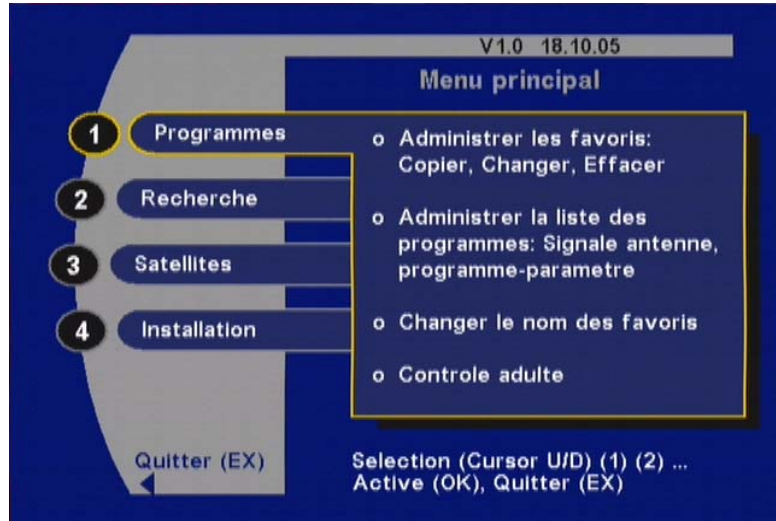 V1.0 18.10.05
Menu principal
1 Programmes
2 Recherche
3 Satellites
4 Installation
o Administrer les favoris:
Copier, Changer, Effacer
o Administrer la liste des
programmes: Signale antenne,
programme-parametre
o Changer le nom des favoris
o Controle adulte
Quitter (EX)
Selection (Cursor U/D) (1) (2) ...
Active (OK), Quitter (EX)